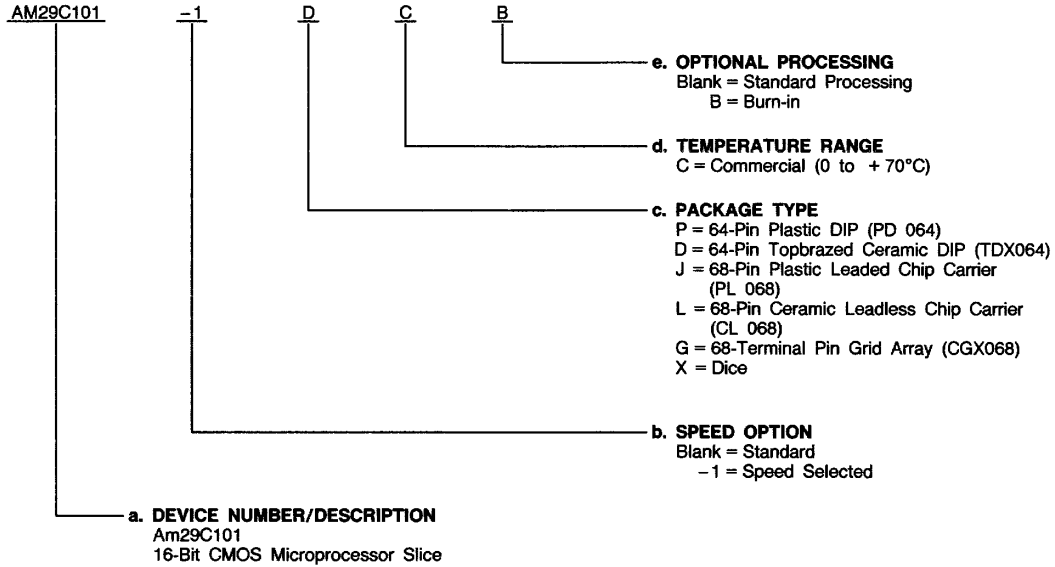 AM29C101 –1 D C B
e. OPTIONAL PROCESSING
Blank = Standard Processing
B = Burn-in
d. TEMPERATURE RANGE
C = Commercial (0 to +70°C)
c. PACKAGE TYPE
P = 64-Pin Plastic DIP (PD 064)
D = 64-Pin Topbrazed Ceramic DIP (TDX064)
J = 68-Pin Plastic Leaded Chip Carrier
(PL 068)
L = 68-Pin Ceramic Leadless Chip Carrier
(CL 068)
G = 68-Terminal Pin Grid Array (CGX068)
X = Dice
b. SPEED OPTION
Blank = Standard
–1 = Speed Selected
a. DEVICE NUMBER/DESCRIPTION
Am29C101
16-Bit CMOS Microprocessor Slice